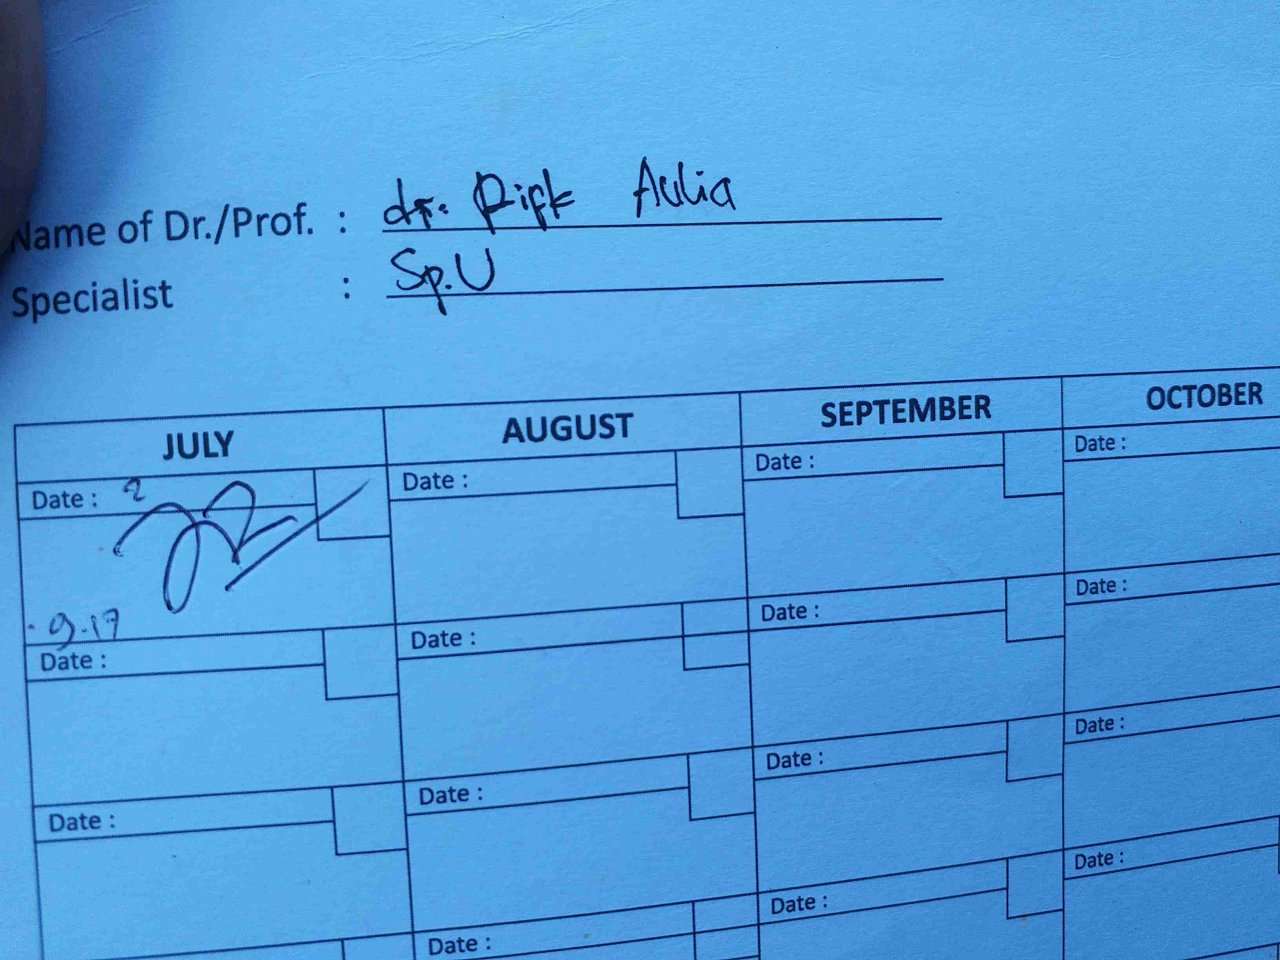 Name of Dr./Prof. : dr. Rifk Aulia
Specialist : Sp.U
JULY AUGUST SEPTEMBER OCTOBER
Date : 2 Date : Date : Date :
9.17
Date : Date : Date : Date :
Date : Date : Date : Date :
Date : Date : Date :